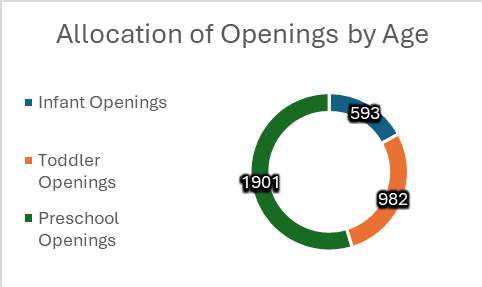 Allocation of Openings by Age
Infant Openings
Toddler
Openings
Preschool
Openings
593
982
1901